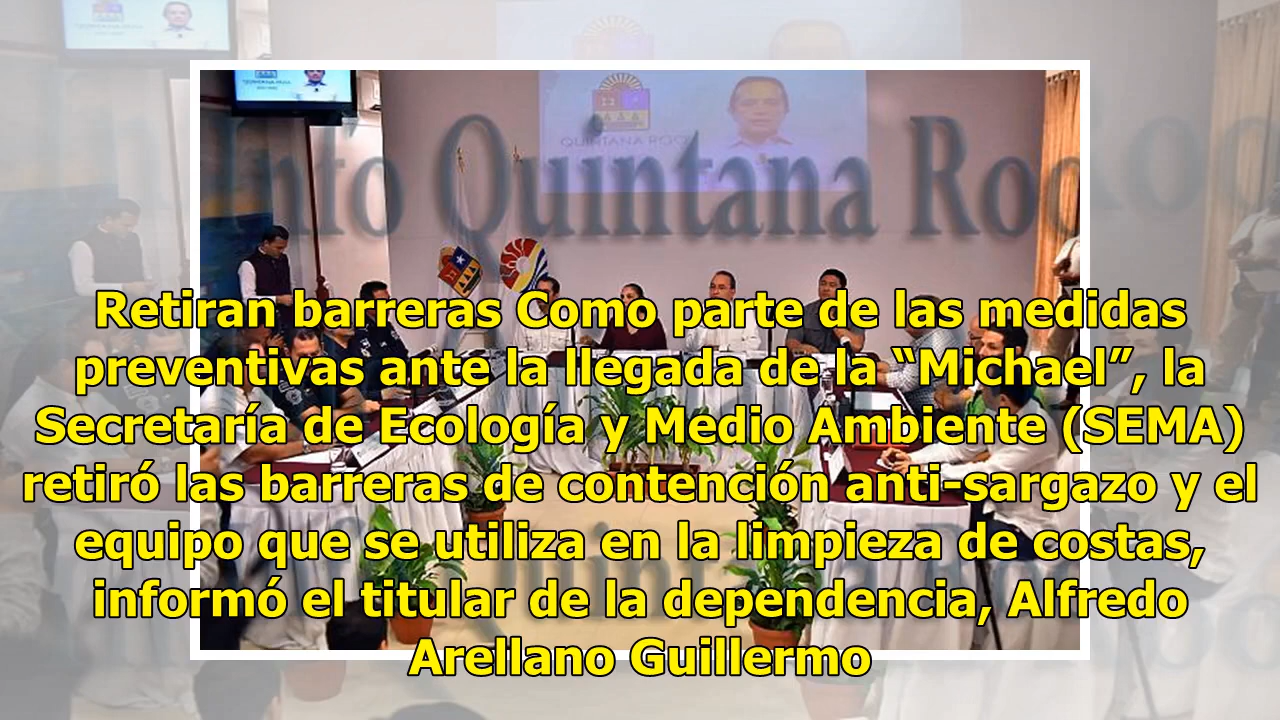 QUINTANA ROO
Info Quintana Roo
Retiran barreras Como parte de las medidas
preventivas ante la llegada de la “Michael”, la
Secretaría de Ecología y Medio Ambiente (SEMA)
retiró las barreras de contención anti-sargazo y el
equipo que se utiliza en la limpieza de costas,
informó el titular de la dependencia, Alfredo
Arellano Guillermo